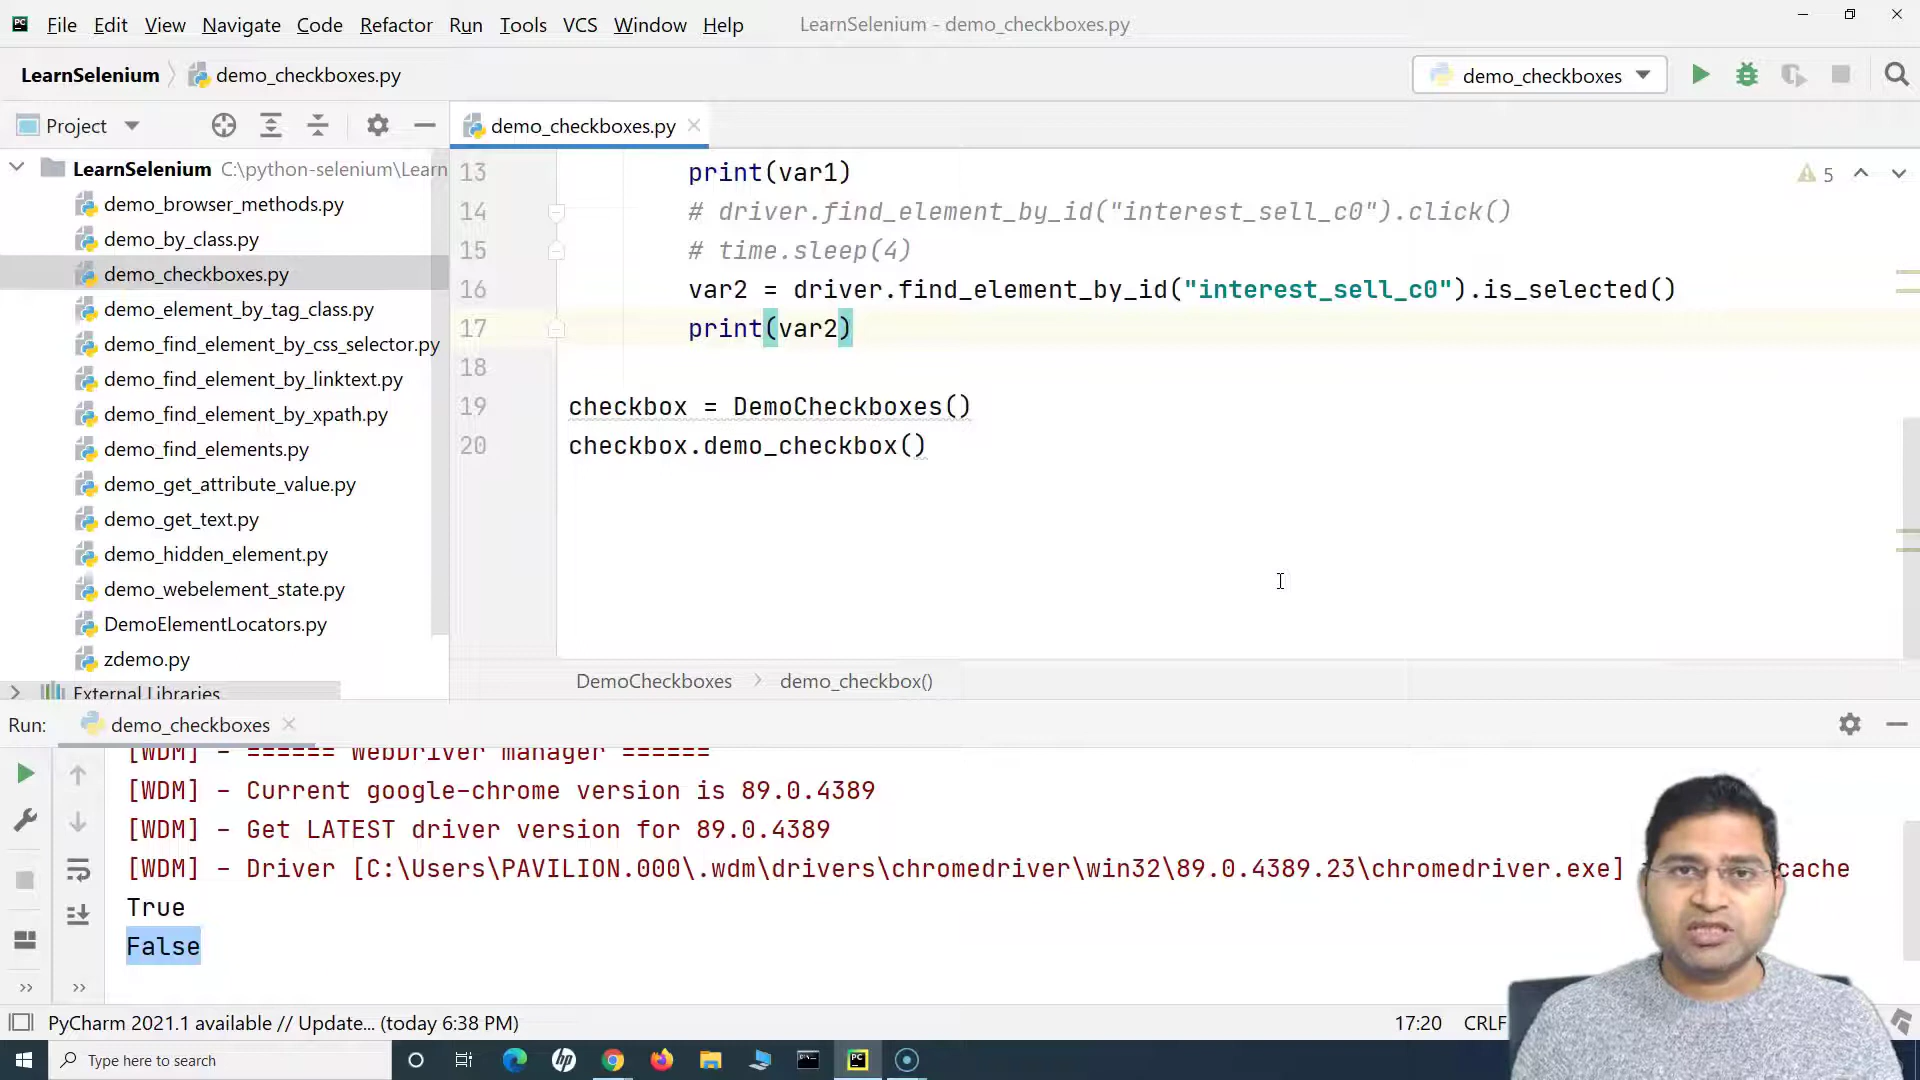 File Edit View Navigate Code Refactor Run Tools VCS Window Help LearnSelenium - demo_checkboxes.py
LearnSelenium demo_checkboxes.py demo_checkboxes
Project
demo_checkboxes.py
LearnSelenium C:\python-selenium\Learn
demo_browser_methods.py
demo_by_class.py
demo_checkboxes.py
demo_element_by_tag_class.py
demo_find_element_by_css_selector.py
demo_find_element_by_linktext.py
demo_find_element_by_xpath.py
demo_find_elements.py
demo_get_attribute_value.py
demo_get_text.py
demo_hidden_element.py
demo_webelement_state.py
DemoElementLocators.py
zdemo.py
External Libraries
13 print(var1)
5
14 # driver.find_element_by_id("interest_sell_c0").click()
15 # time.sleep(4)
16 var2 = driver.find_element_by_id("interest_sell_c0").is_selected()
17 print(var2)
18
19 checkbox = DemoCheckboxes()
20 checkbox.demo_checkbox()
DemoCheckboxes demo_checkbox()
Run: demo_checkboxes
[WDM] - ====== WebDriver manager ======
[WDM] - Current google-chrome version is 89.0.4389
[WDM] - Get LATEST driver version for 89.0.4389
[WDM] - Driver [C:\Users\PAVILION.000\.wdm\drivers\chromedriver\win32\89.0.4389.23\chromedriver.exe] cache
True
False
PyCharm 2021.1 available // Update... (today 6:38 PM) 17:20 CRLF
Type here to search